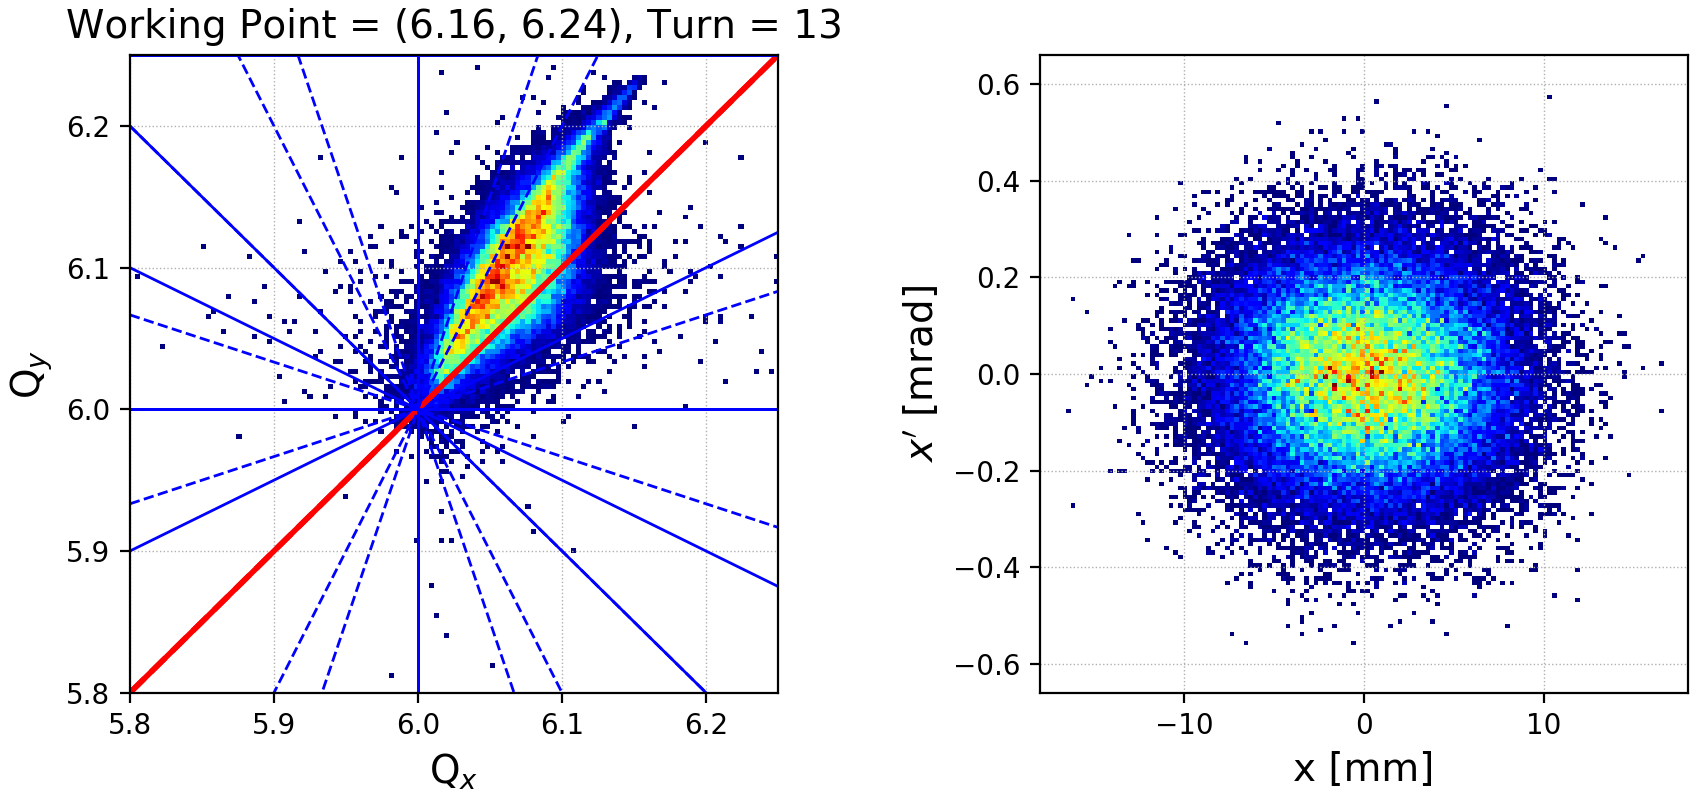 Working Point = (6.16, 6.24), Turn = 13
6.2
6.1
6.0
5.9
5.8
Q_y
5.8 5.9 6.0 6.1 6.2
Q_x
0.6
0.4
0.2
0.0
−0.2
−0.4
−0.6
x′ [mrad]
−10 0 10
x [mm]